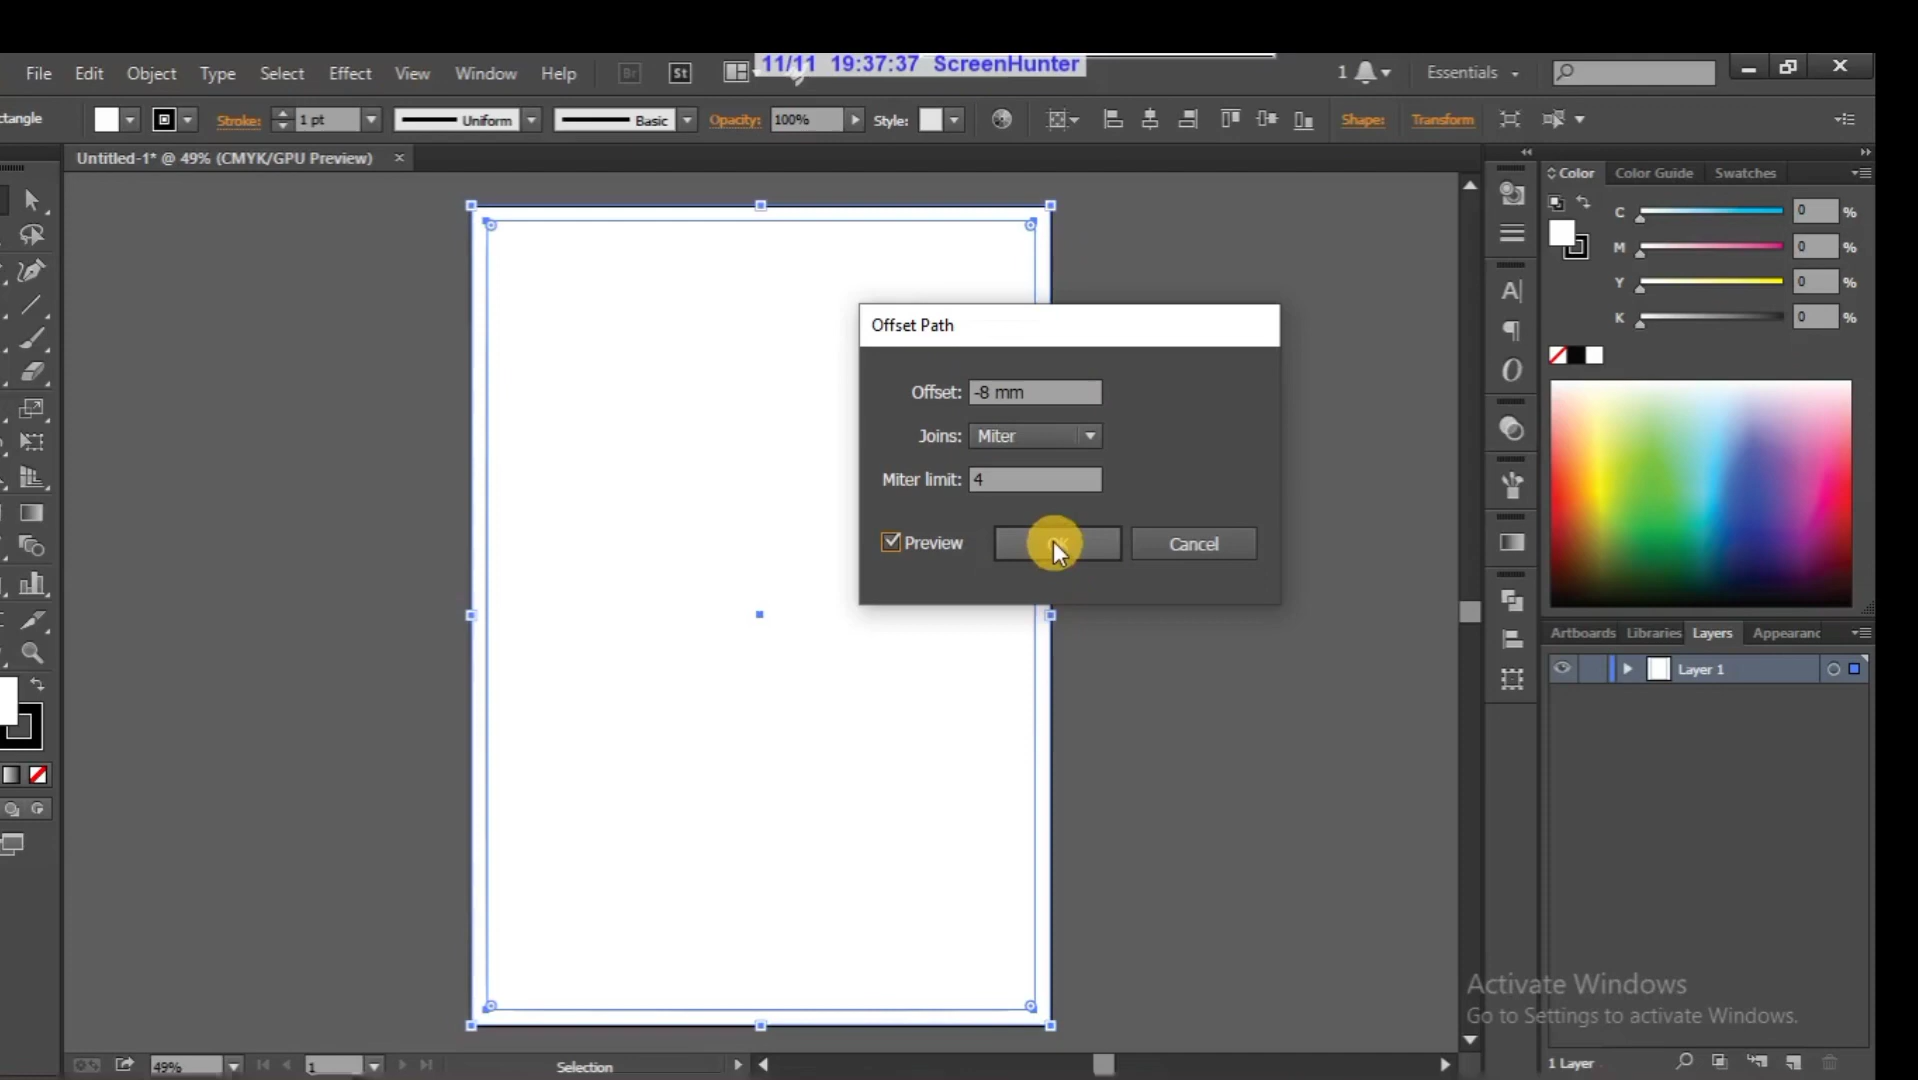 11/11 19:37:37 ScreenHunter
File Edit Object Type Select Effect View Window Help Br St 1 Essentials
ctangle Stroke: 1 pt Uniform Basic Opacity: 100% Style: Shape: Transform
Untitled-1* @ 49% (CMYK/GPU Preview) ×
Color Color Guide Swatches
C 0 %
M 0 %
Y 0 %
K 0 %
Offset Path
Offset: -8 mm
Joins: Miter
Miter limit: 4
Preview Cancel
Artboards Libraries Layers Appearanc
Layer 1
Activate Windows
Go to Settings to activate Windows.
49% 1 Selection
1 Layer